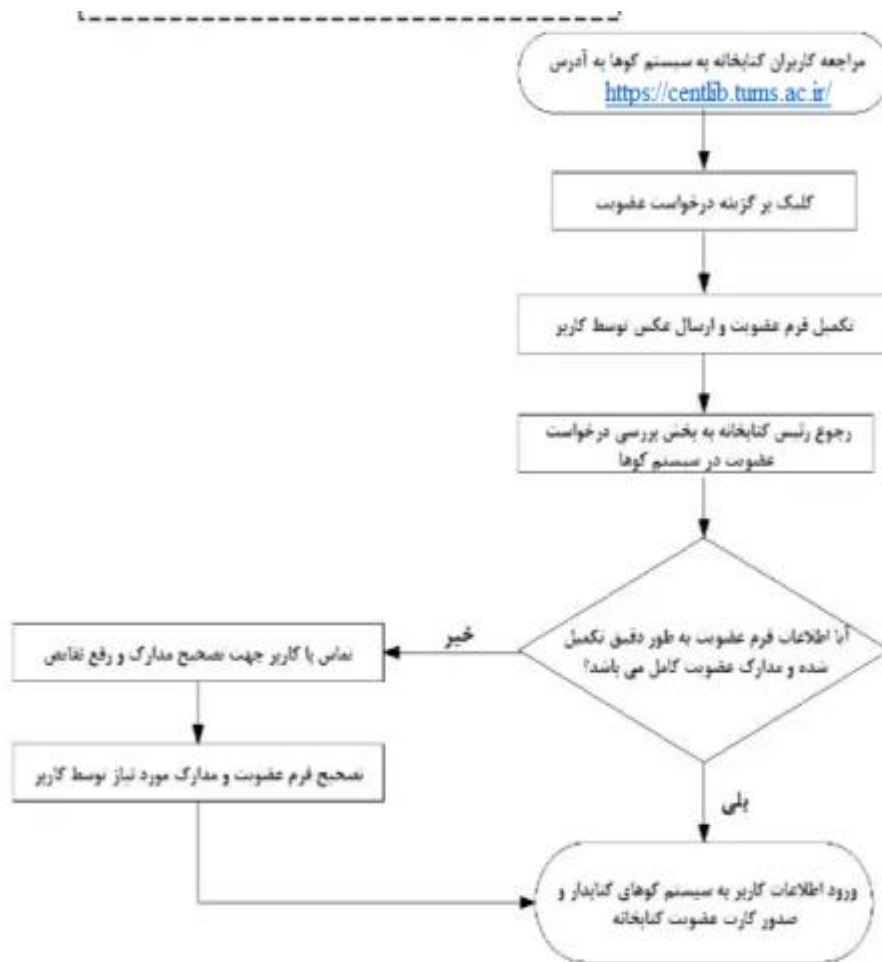 مراجعه کاربران کتابخانه به سیستم کوها به آدرس
https://centlib.tums.ac.ir/
کلیک بر گزینه درخواست عضویت
تکمیل فرم عضویت و ارسال عکس توسط کاربر
رجوع رئیس کتابخانه به بخش بررسی درخواست
عضویت در سیستم کوها
آیا اطلاعات فرم عضویت به طور دقیق تکمیل
شده و مدارک عضویت کامل می باشد؟
خیر
تماس با کاربر جهت تصحیح مدارک و رفع نقایص
تصحیح فرم عضویت و مدارک مورد نیاز توسط کاربر
بلی
ورود اطلاعات کاربر به سیستم کوهای کتابدار و
صدور کارت عضویت کتابخانه